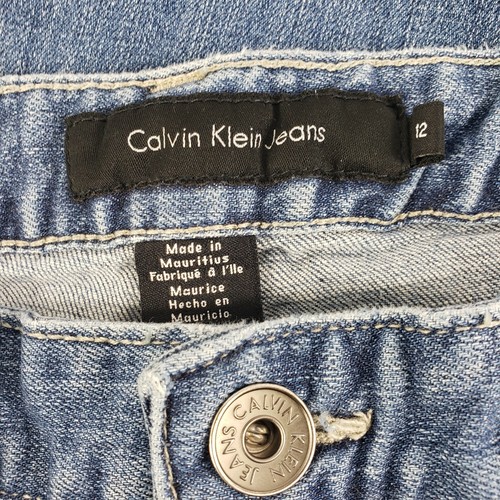 Calvin Klein Jeans
12
Made in
Mauritius
Fabriqué à l'Ile
Maurice
Hecho en
Mauricio
CALVIN KLEIN JEANS